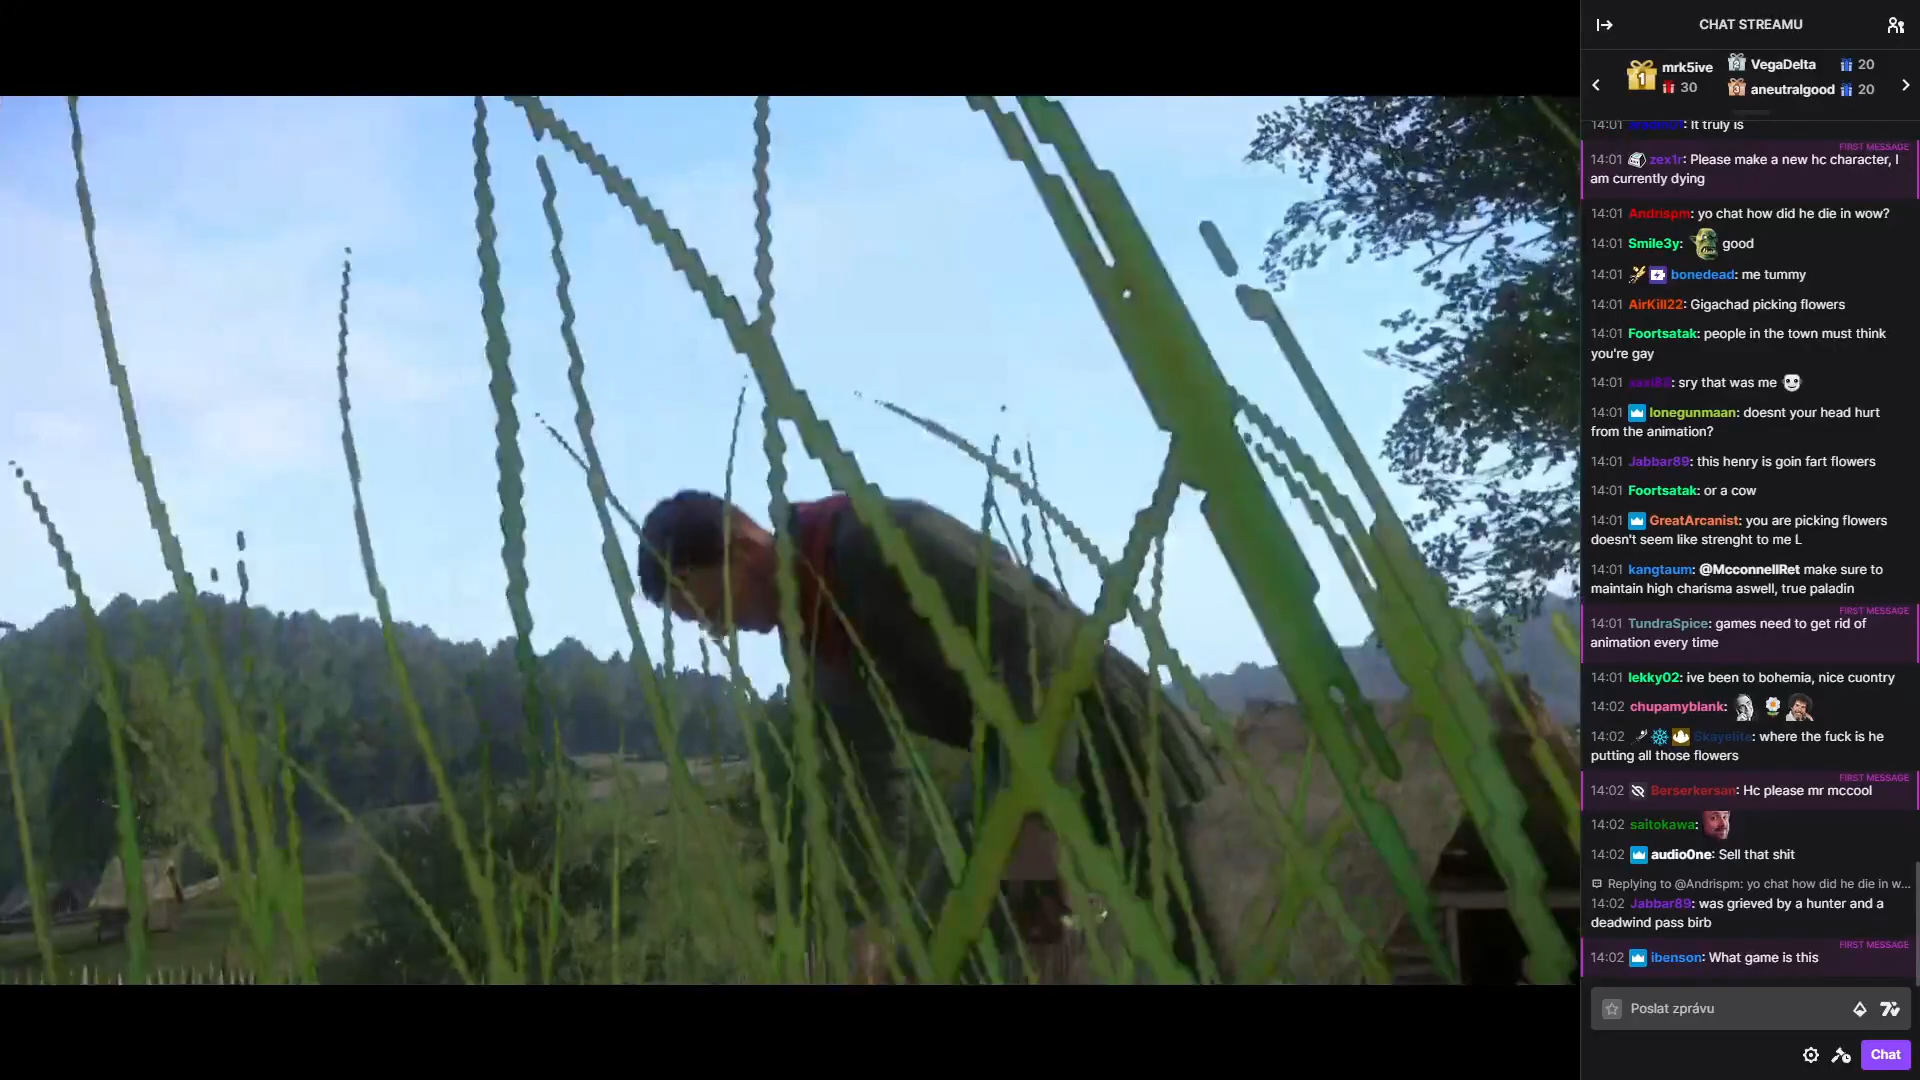 CHAT STREAMU
mrk5ive
30
VegaDelta 20
aneutralgood 20
14:01 : It truly is
FIRST MESSAGE
14:01 zex1r: Please make a new hc character, I
am currently dying
14:01 Andrispm: yo chat how did he die in wow?
14:01 Smile3y: good
14:01 bonedead: me tummy
14:01 AirKill22: Gigachad picking flowers
14:01 Foortsatak: people in the town must think
you're gay
14:01 : sry that was me
14:01 lonegunmaan: doesnt your head hurt
from the animation?
14:01 Jabbar89: this henry is goin fart flowers
14:01 Foortsatak: or a cow
14:01 GreatArcanist: you are picking flowers
doesn't seem like strenght to me L
14:01 kangtaum: @McconnellRet make sure to
maintain high charisma aswell, true paladin
FIRST MESSAGE
14:01 TundraSpice: games need to get rid of
animation every time
14:01 lekky02: ive been to bohemia, nice cuontry
14:02 chupamyblank:
14:02 Skayelite: where the fuck is he
putting all those flowers
FIRST MESSAGE
14:02 Berserkersan: Hc please mr mccool
14:02 saitokawa:
14:02 audio0ne: Sell that shit
Replying to @Andrispm: yo chat how did he die in w...
14:02 Jabbar89: was grieved by a hunter and a
deadwind pass birb
FIRST MESSAGE
14:02 ibenson: What game is this
Poslat zprávu
Chat